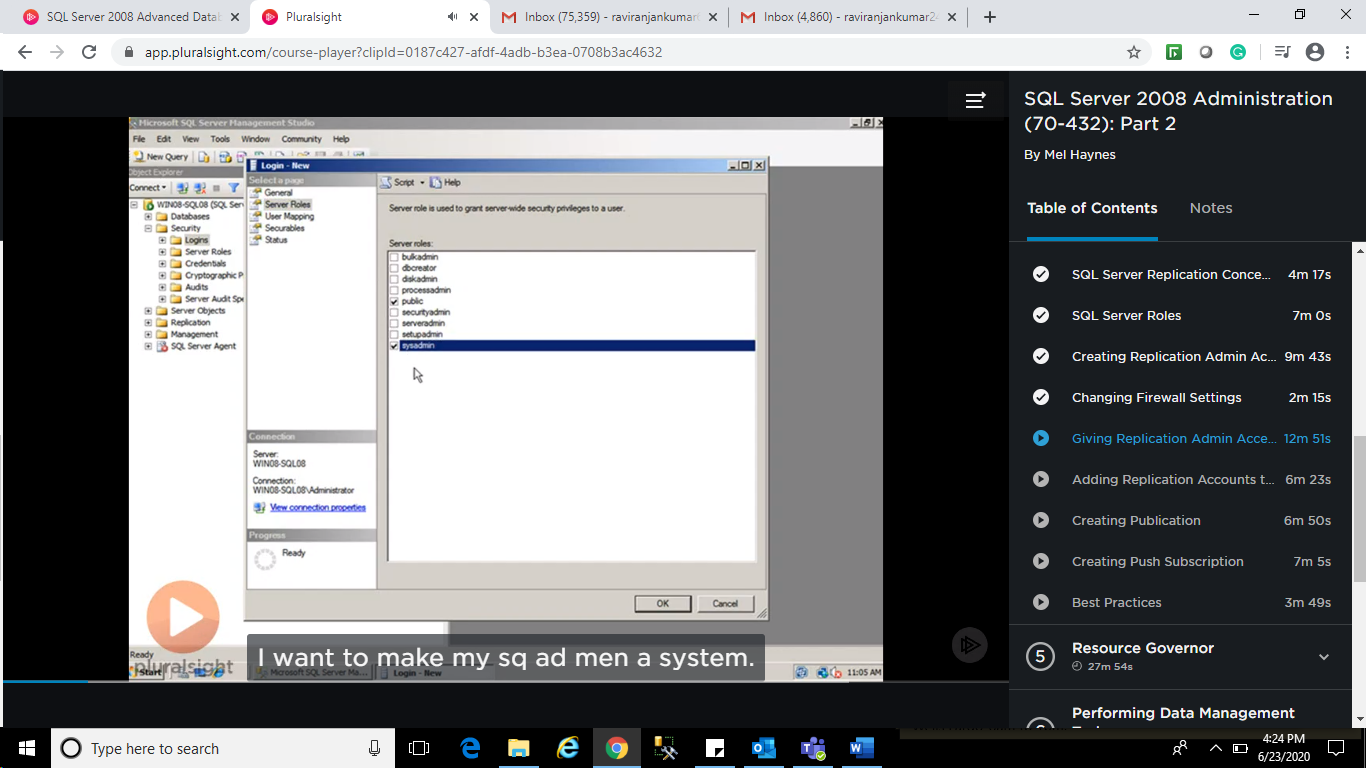 SQL Server 2008 Advanced Datab
Pluralsight
Inbox (75,359) - raviranjankumar
Inbox (4,860) - raviranjankumar2
app.pluralsight.com/course-player?clipId=0187c427-afdf-4adb-b3ea-0708b3ac4632
Microsoft SQL Server Management Studio
File Edit View Tools Window Community Help
New Query
Object Explorer
Connect
WIN08-SQL08 (SQL Ser
Databases
Security
Logins
Server Roles
Credentials
Cryptographic P
Audits
Server Audit Spe
Server Objects
Replication
Management
SQL Server Agent
Login - New
Select a page
General
Server Roles
User Mapping
Securables
Status
Script Help
Server role is used to grant server-wide security privileges to a user.
Server roles:
bulkadmin
dbcreator
diskadmin
processadmin
public
securityadmin
serveradmin
setupadmin
sysadmin
Connection
Server:
WIN08-SQL08
Connection:
WIN08-SQL08\Administrator
View connection properties
Progress
Ready
OK Cancel
I want to make my sq ad men a system.
Ready
pluralsight
Start
Microsoft SQL Server Ma...
Login - New
11:05 AM
SQL Server 2008 Administration
(70-432): Part 2
By Mel Haynes
Table of Contents Notes
SQL Server Replication Conce... 4m 17s
SQL Server Roles 7m 0s
Creating Replication Admin Ac... 9m 43s
Changing Firewall Settings 2m 15s
Giving Replication Admin Acce... 12m 51s
Adding Replication Accounts t... 6m 23s
Creating Publication 6m 50s
Creating Push Subscription 7m 5s
Best Practices 3m 49s
5 Resource Governor
27m 54s
Performing Data Management
Type here to search
4:24 PM
6/23/2020